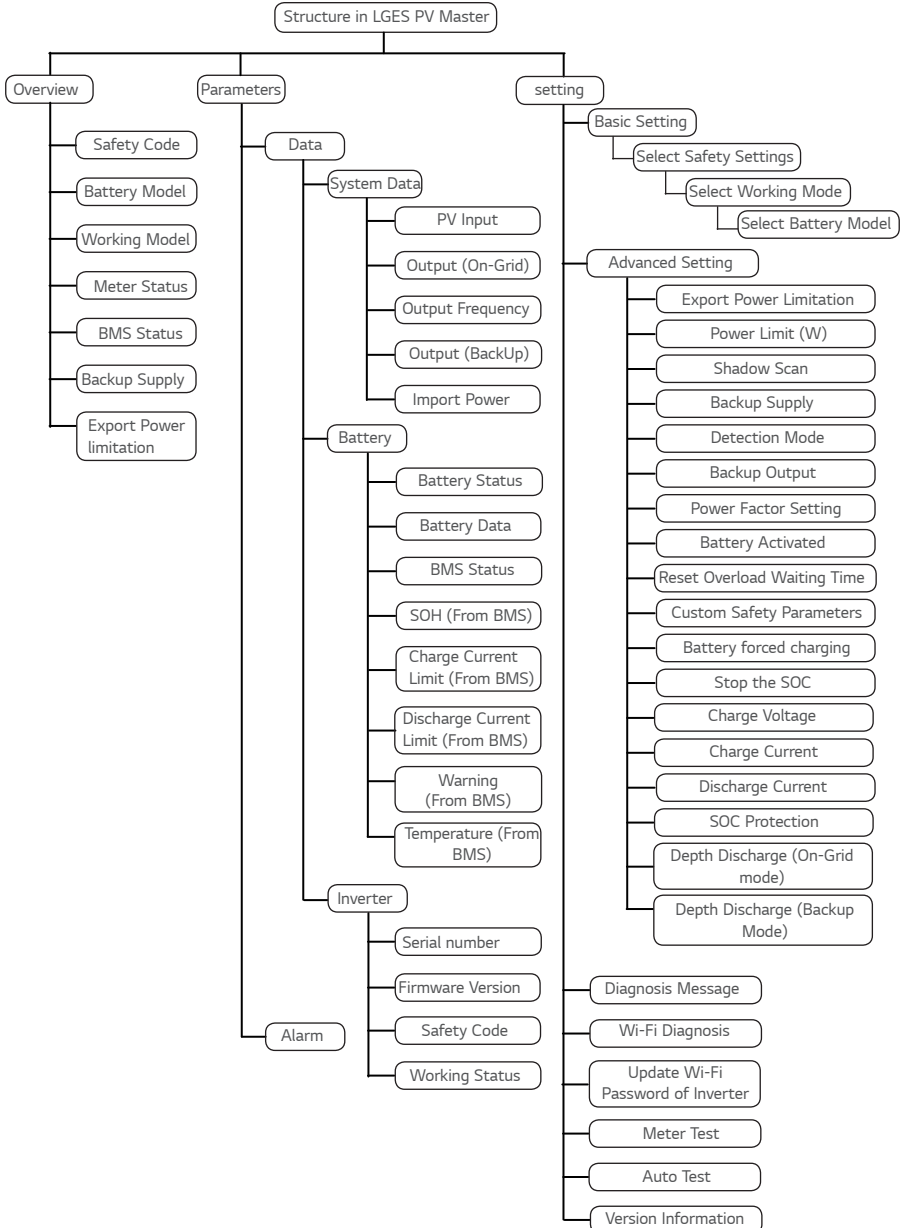 Structure in LGES PV Master
Overview
Safety Code
Battery Model
Working Model
Meter Status
BMS Status
Backup Supply
Export Power
limitation
Parameters
Data
System Data
PV Input
Output (On-Grid)
Output Frequency
Output (BackUp)
Import Power
Battery
Battery Status
Battery Data
BMS Status
SOH (From BMS)
Charge Current
Limit (From BMS)
Discharge Current
Limit (From BMS)
Warning
(From BMS)
Temperature (From
BMS)
Inverter
Serial number
Firmware Version
Safety Code
Working Status
Alarm
setting
Basic Setting
Select Safety Settings
Select Working Mode
Select Battery Model
Advanced Setting
Export Power Limitation
Power Limit (W)
Shadow Scan
Backup Supply
Detection Mode
Backup Output
Power Factor Setting
Battery Activated
Reset Overload Waiting Time
Custom Safety Parameters
Battery forced charging
Stop the SOC
Charge Voltage
Charge Current
Discharge Current
SOC Protection
Depth Discharge (On-Grid
mode)
Depth Discharge (Backup
Mode)
Diagnosis Message
Wi-Fi Diagnosis
Update Wi-Fi
Password of Inverter
Meter Test
Auto Test
Version Information